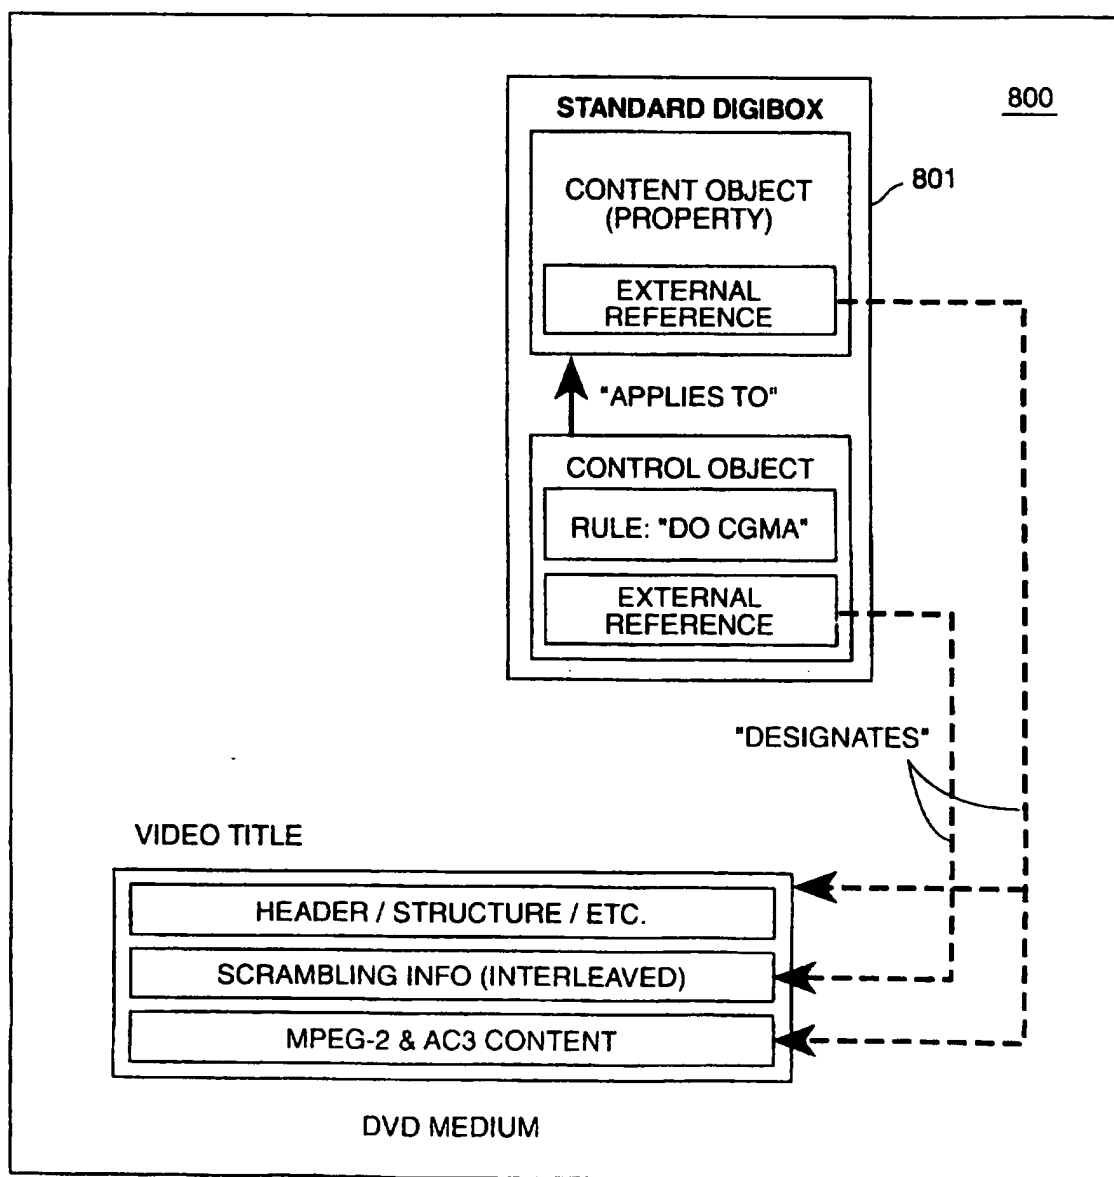 800
STANDARD DIGIBOX
801
CONTENT OBJECT
(PROPERTY)
EXTERNAL
REFERENCE
"APPLIES TO"
CONTROL OBJECT
RULE: "DO CGMA"
EXTERNAL
REFERENCE
"DESIGNATES"
VIDEO TITLE
HEADER / STRUCTURE / ETC.
SCRAMBLING INFO (INTERLEAVED)
MPEG-2 & AC3 CONTENT
DVD MEDIUM